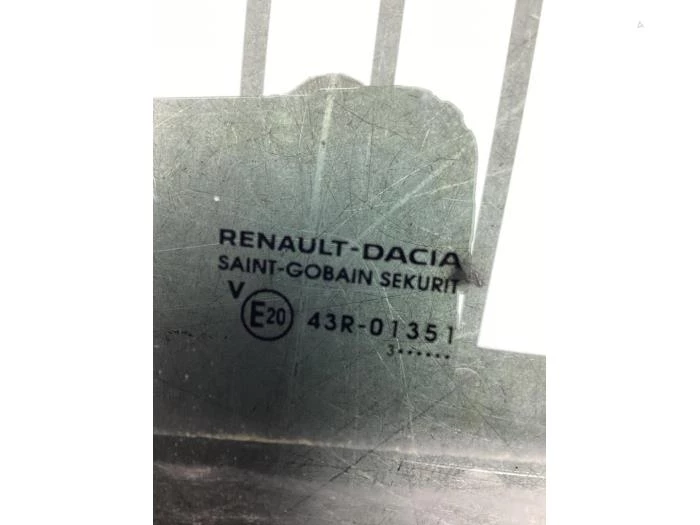 RENAULT-DACIA
SAINT-GOBAIN SEKURIT
V
E20 43R-01351
3••••••